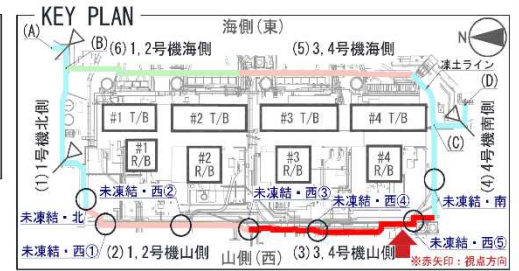 KEY PLAN
海側(東)
N
(A)
(B)
(6)1,2号機海側
(5)3,4号機海側
凍土ライン
(D)
#1 T/B
#2 T/B
#3 T/B
#4 T/B
(C)
(1)1号機北側
#1
R/B
#2
R/B
#3
R/B
#4
R/B
(4)4号機南側
未凍結・西②
未凍結・西③
未凍結・西④
未凍結・北
未凍結・南
未凍結・西①
(2)1,2号機山側
(3)3,4号機山側
未凍結・西⑤
山側(西)
※赤矢印：視点方向